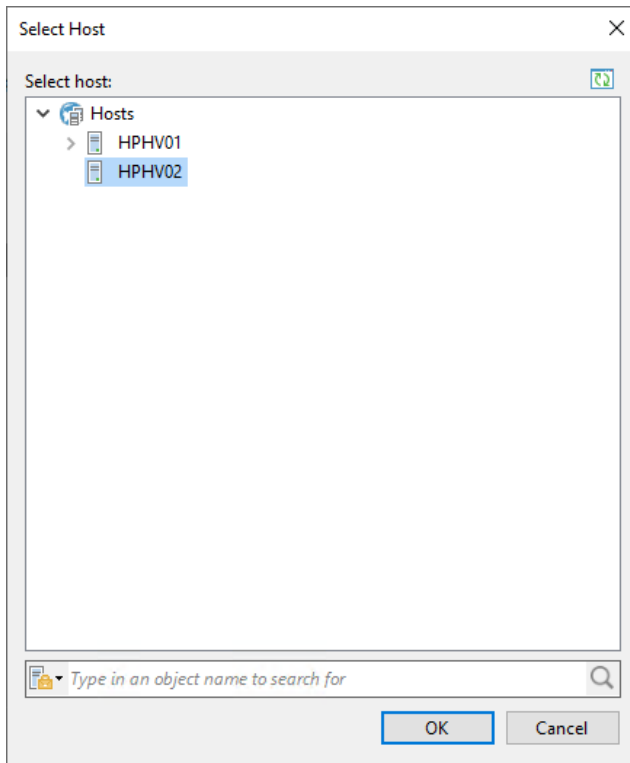 Select Host
Select host:
Hosts
HPHV01
HPHV02
Type in an object name to search for
OK
Cancel